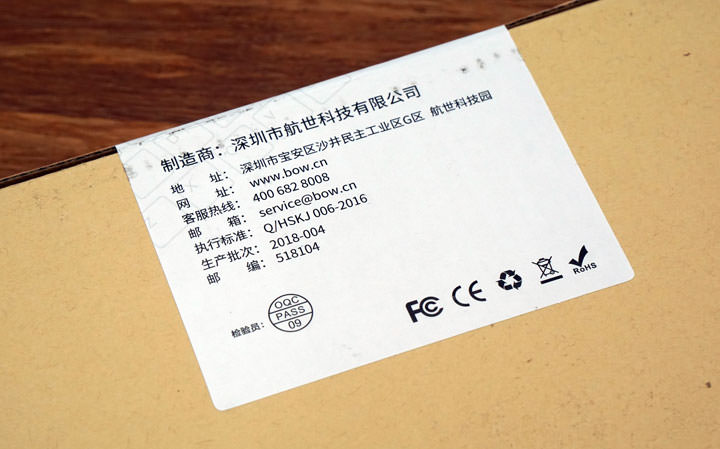 制造商：深圳市航世科技有限公司
地 址：深圳市宝安区沙井民主工业区G区 航世科技园
网 址：www.bow.cn
客服热线：400 682 8008
邮 箱：service@bow.cn
执行标准：Q/HSKJ 006-2016
生产批次：2018-004
邮 编：518104
检验员：
OQC
PASS
09
FC CE
RoHS